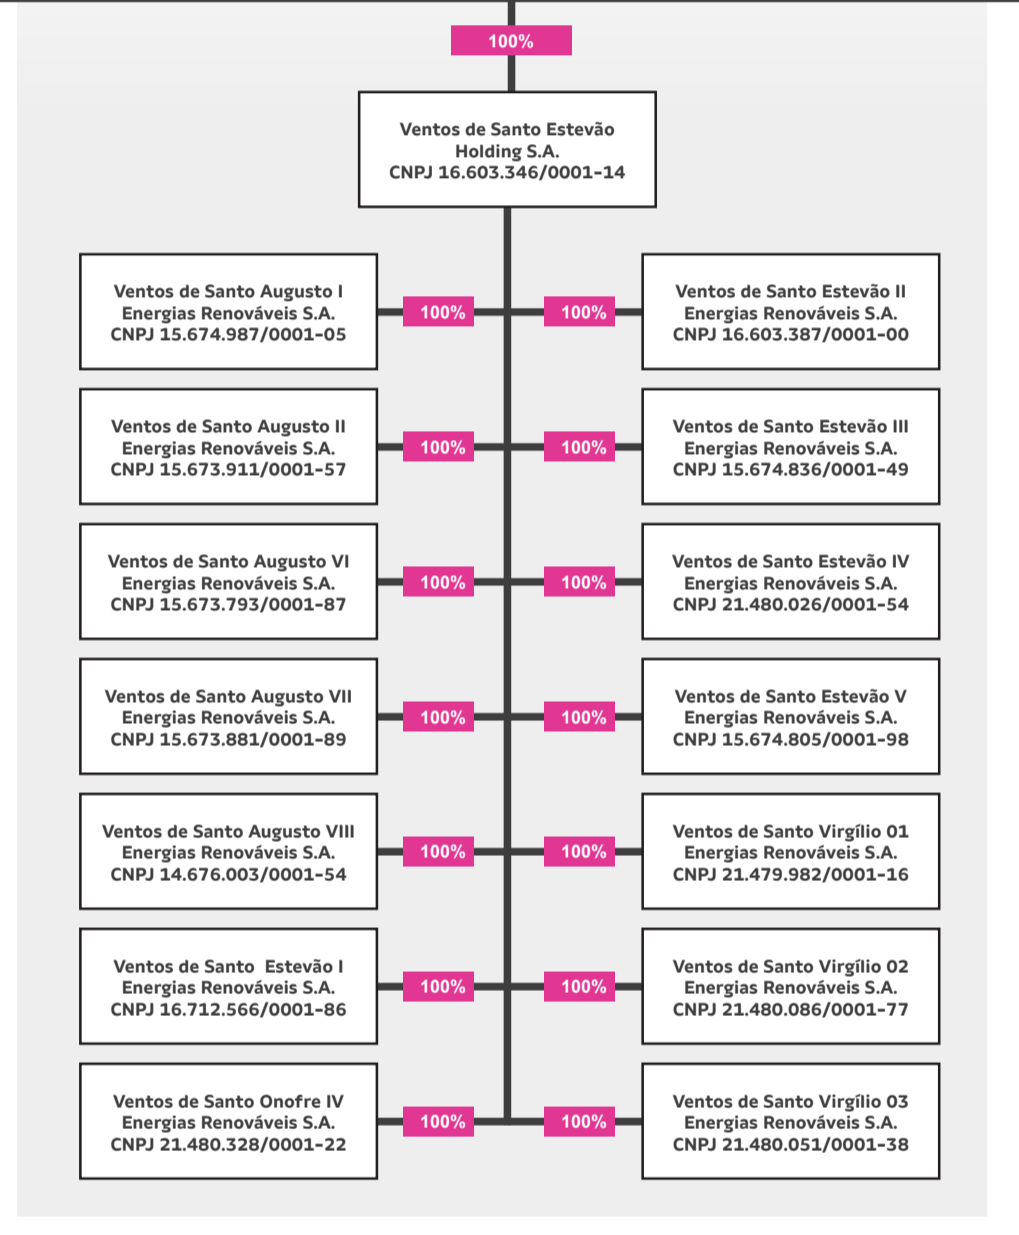 100%
Ventos de Santo Estevão
Holding S.A.
CNPJ 16.603.346/0001-14
Ventos de Santo Augusto I
Energias Renováveis S.A.
CNPJ 15.674.987/0001-05
100%
100%
Ventos de Santo Estevão II
Energias Renováveis S.A.
CNPJ 16.603.387/0001-00
Ventos de Santo Augusto II
Energias Renováveis S.A.
CNPJ 15.673.911/0001-57
100%
100%
Ventos de Santo Estevão III
Energias Renováveis S.A.
CNPJ 15.674.836/0001-49
Ventos de Santo Augusto VI
Energias Renováveis S.A.
CNPJ 15.673.793/0001-87
100%
100%
Ventos de Santo Estevão IV
Energias Renováveis S.A.
CNPJ 21.480.026/0001-54
Ventos de Santo Augusto VII
Energias Renováveis S.A.
CNPJ 15.673.881/0001-89
100%
100%
Ventos de Santo Estevão V
Energias Renováveis S.A.
CNPJ 15.674.805/0001-98
Ventos de Santo Augusto VIII
Energias Renováveis S.A.
CNPJ 14.676.003/0001-54
100%
100%
Ventos de Santo Virgílio 01
Energias Renováveis S.A.
CNPJ 21.479.982/0001-16
Ventos de Santo  Estevão I
Energias Renováveis S.A.
CNPJ 16.712.566/0001-86
100%
100%
Ventos de Santo Virgílio 02
Energias Renováveis S.A.
CNPJ 21.480.086/0001-77
Ventos de Santo Onofre IV
Energias Renováveis S.A.
CNPJ 21.480.328/0001-22
100%
100%
Ventos de Santo Virgílio 03
Energias Renováveis S.A.
CNPJ 21.480.051/0001-38